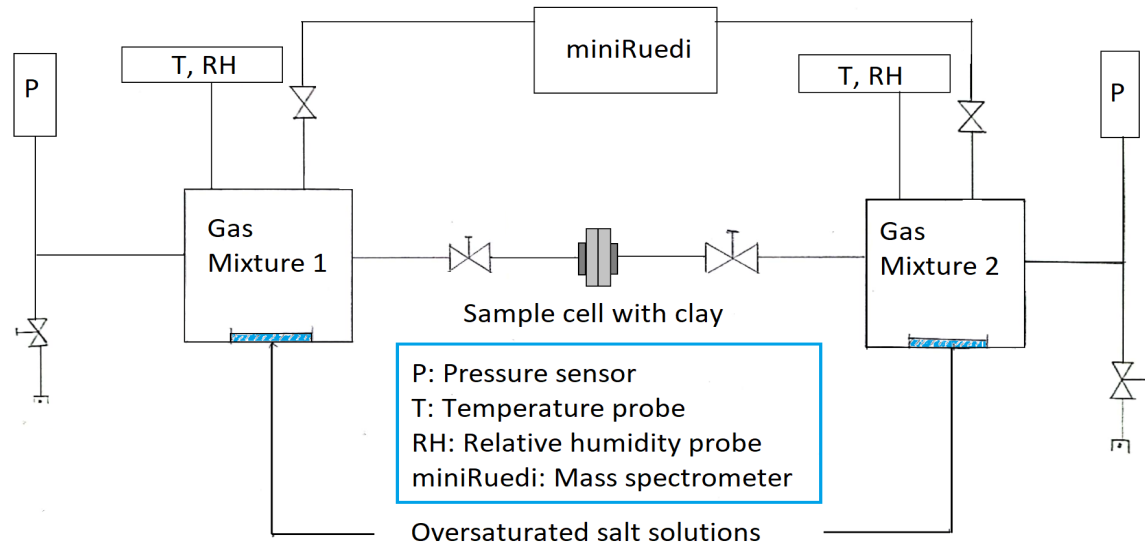 miniRuedi
T, RH
T, RH
P
P
Gas
Mixture 1
Gas
Mixture 2
Sample cell with clay
P: Pressure sensor
T: Temperature probe
RH: Relative humidity probe
miniRuedi: Mass spectrometer
Oversaturated salt solutions